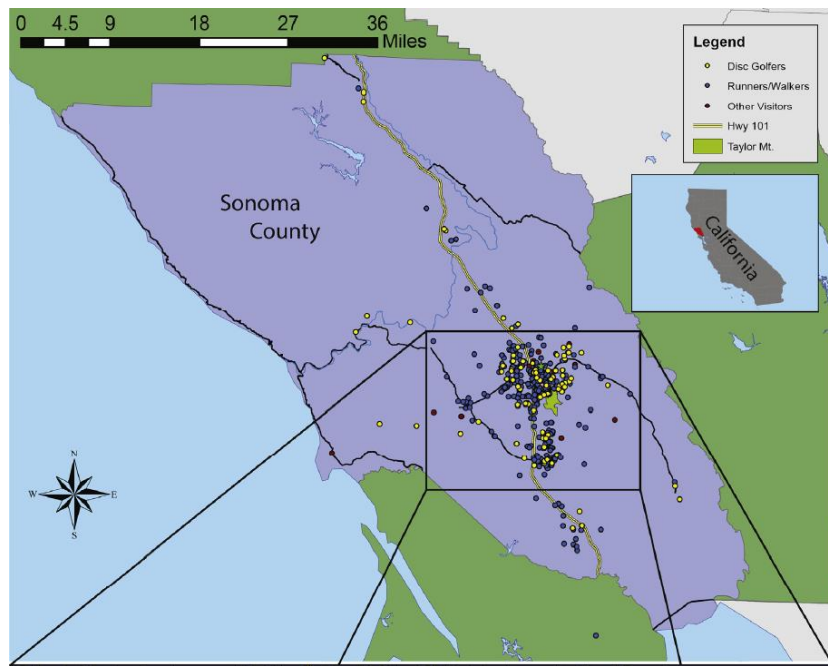 0 4.5 9 18 27 36
Miles
Legend
Disc Golfers
Runners/Walkers
Other Visitors
Hwy 101
Taylor Mt.
California
Sonoma
County
N
W E
S